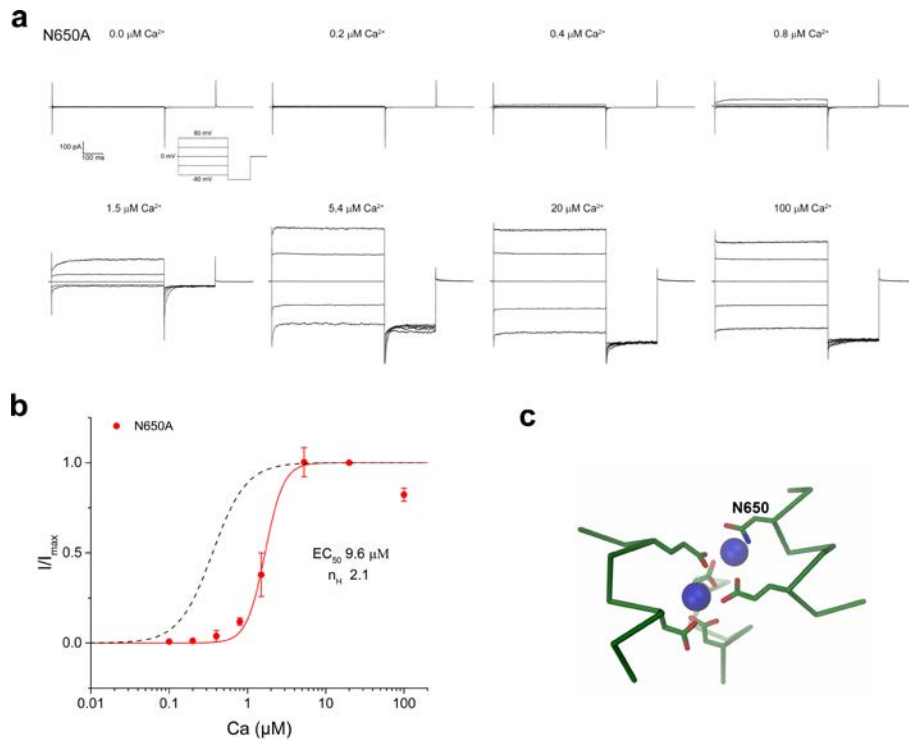 a
N650A
0.0 μM Ca²⁺
0.2 μM Ca²⁺
0.4 μM Ca²⁺
0.8 μM Ca²⁺
100 pA
100 ms
80 mV
0 mV
-80 mV
1.5 μM Ca²⁺
5.4 μM Ca²⁺
20 μM Ca²⁺
100 μM Ca²⁺
b
N650A
I/Imax
1.0
0.5
0.0
EC50 9.6 μM
nH 2.1
0.01
0.1
1
10
100
Ca (μM)
c
N650